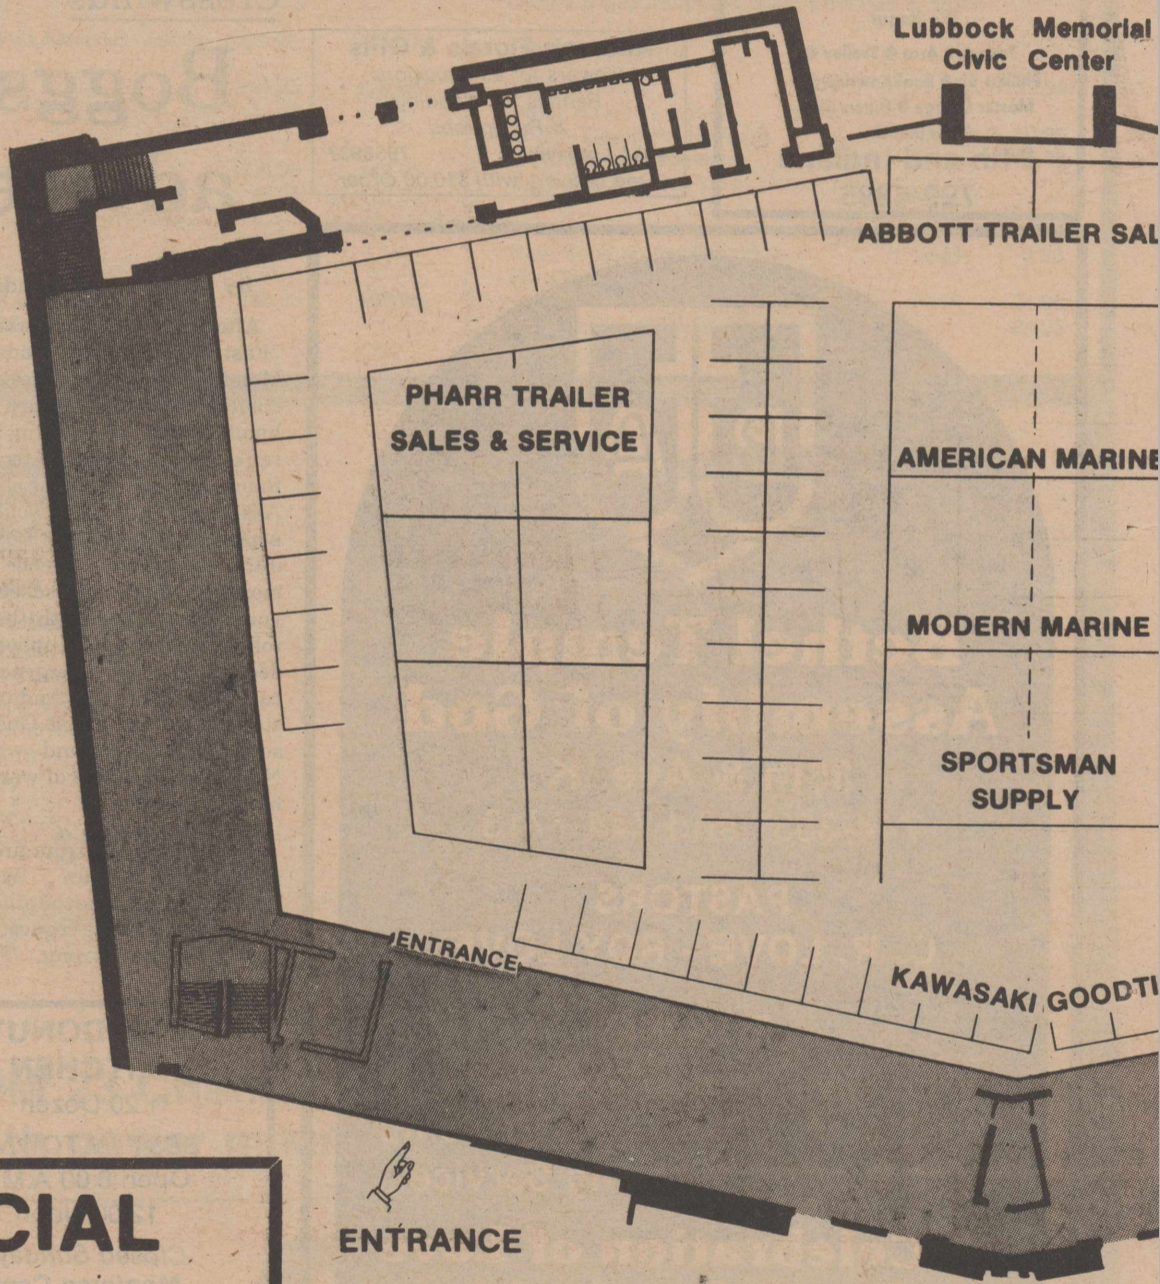 Lubbock Memorial
Civic Center
ABBOTT TRAILER SAL
PHARR TRAILER
SALES & SERVICE
AMERICAN MARINE
MODERN MARINE
SPORTSMAN
SUPPLY
ENTRANCE
KAWASAKI
GOODTI
CIAL
ENTRANCE